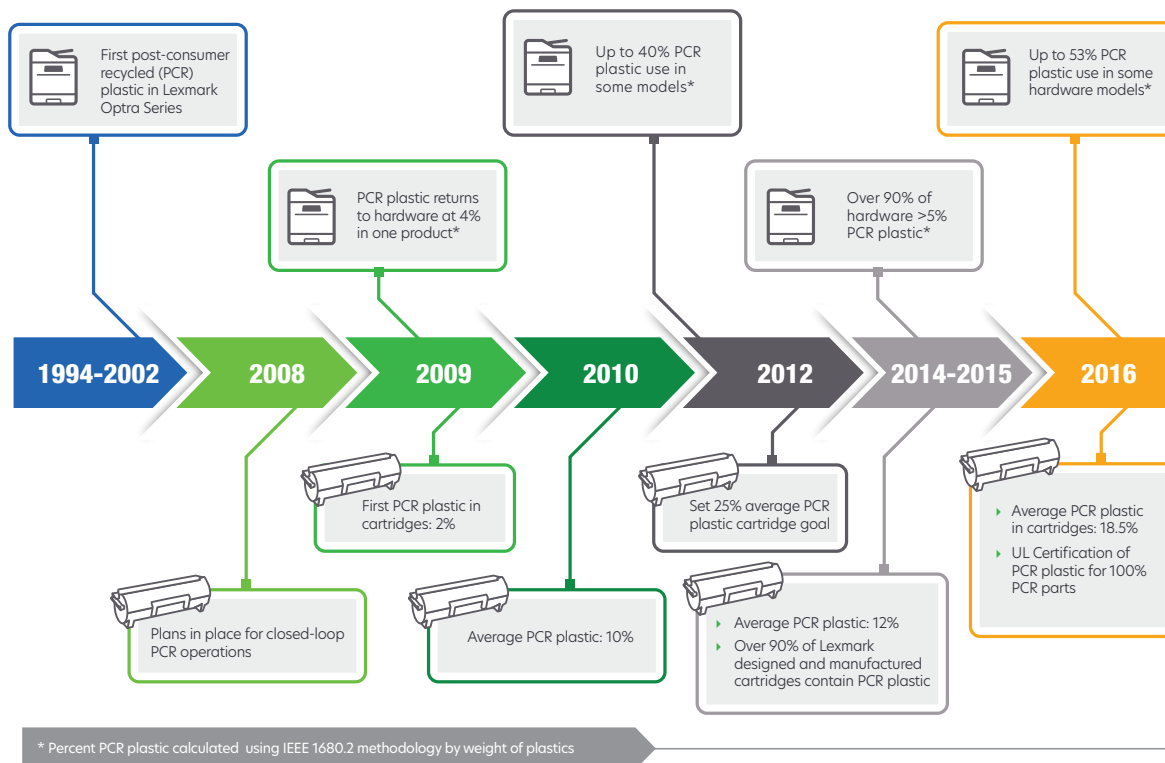 First post-consumer
recycled (PCR)
plastic in Lexmark
Optra Series
Up to 40% PCR
plastic use in
some models*
Up to 53% PCR
plastic use in some
hardware models*
PCR plastic returns
to hardware at 4%
in one product*
Over 90% of
hardware >5%
PCR plastic*
1994-2002
2008
2009
2010
2012
2014-2015
2016
First PCR plastic in
cartridges: 2%
Set 25% average PCR
plastic cartridge goal
Average PCR plastic
in cartridges: 18.5%
UL Certification of
PCR plastic for 100%
PCR parts
Plans in place for closed-loop
PCR operations
Average PCR plastic: 10%
Average PCR plastic: 12%
Over 90% of Lexmark
designed and manufactured
cartridges contain PCR plastic
* Percent PCR plastic calculated using IEEE 1680.2 methodology by weight of plastics